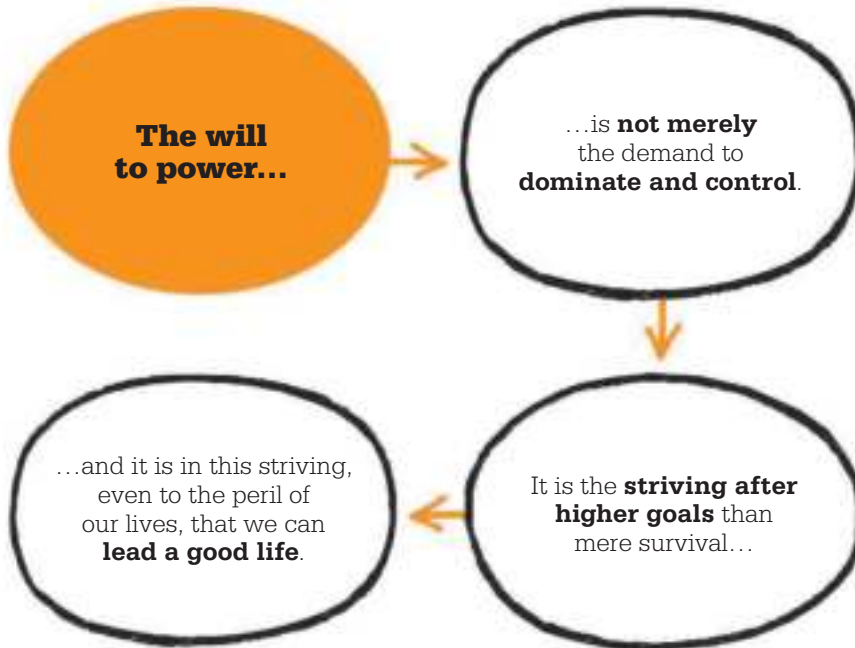 The will
to power...
...is not merely
the demand to
dominate and control.
It is the striving after
higher goals than
mere survival...
...and it is in this striving,
even to the peril of
our lives, that we can
lead a good life.